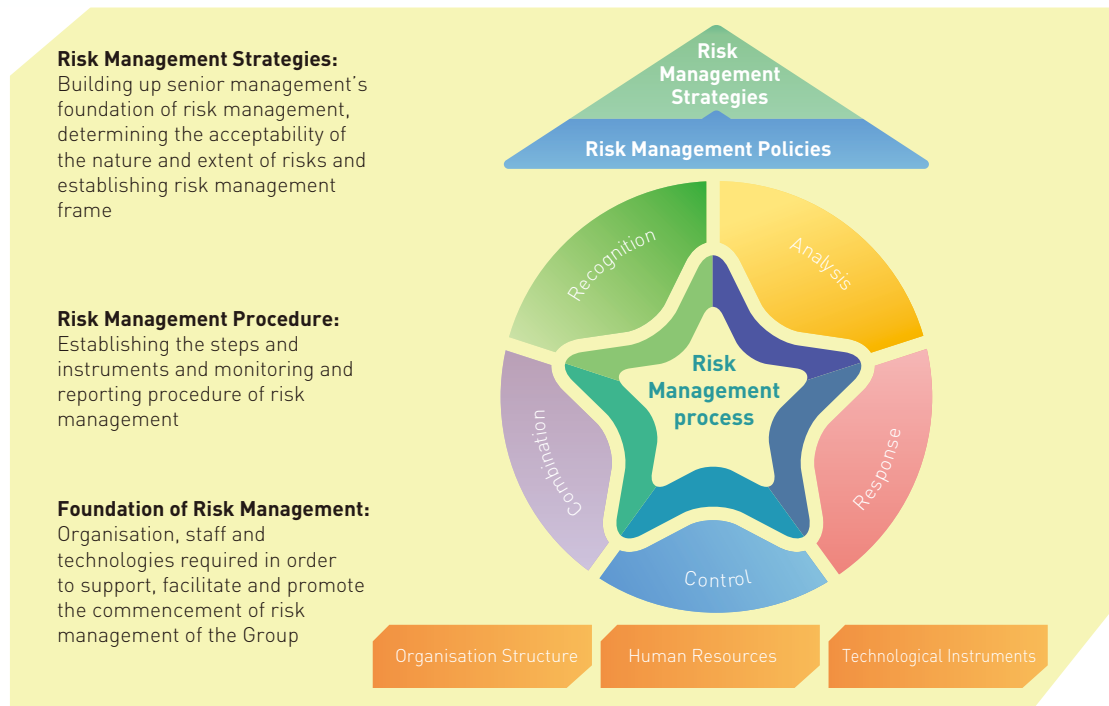 Risk Management Strategies:
Building up senior management’s
foundation of risk management,
determining the acceptability of
the nature and extent of risks and
establishing risk management
frame
Risk Management Procedure:
Establishing the steps and
instruments and monitoring and
reporting procedure of risk
management
Foundation of Risk Management:
Organisation, staff and
technologies required in order
to support, facilitate and promote
the commencement of risk
management of the Group
Risk
Management
Strategies
Risk Management Policies
Recognition
Analysis
Risk
Management
process
Combination
Response
Control
Organisation Structure
Human Resources
Technological Instruments